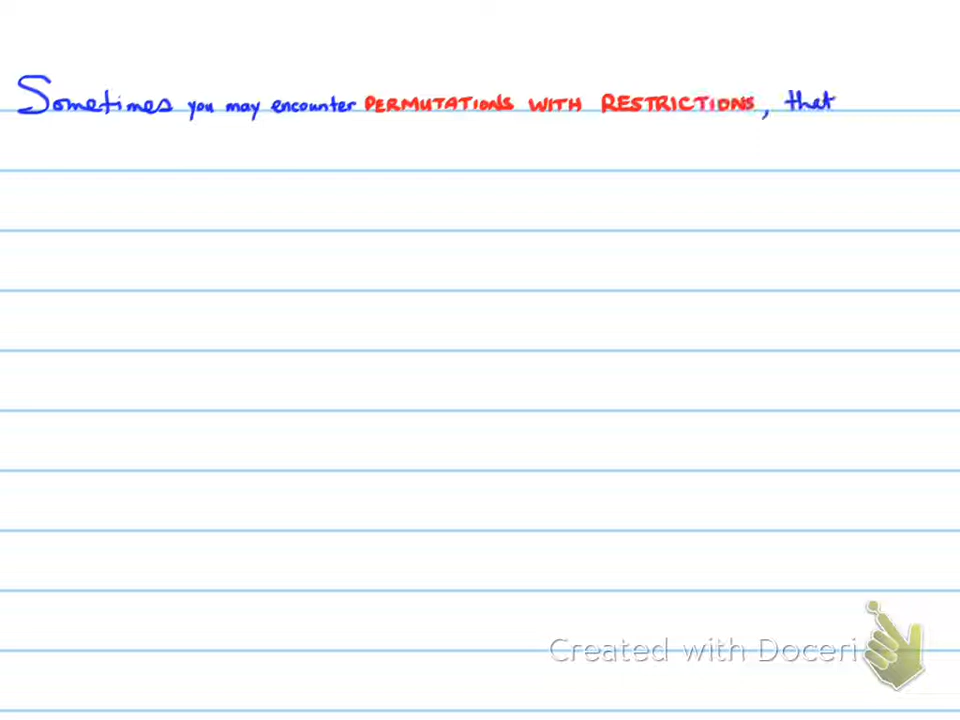 Sometimes you may encounter PERMUTATIONS WITH RESTRICTIONS, that
Created with Doceri